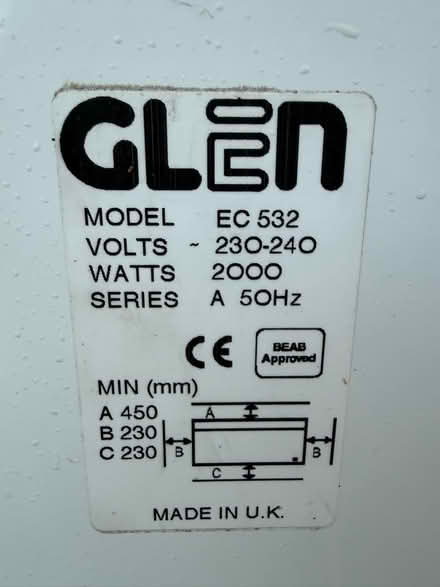 GLEN
MODEL EC 532
VOLTS ~ 230-240
WATTS 2000
SERIES A 50Hz
CE BEAB
Approved
MIN (mm)
A 450 A
B 230
C 230 B B
C
MADE IN U.K.